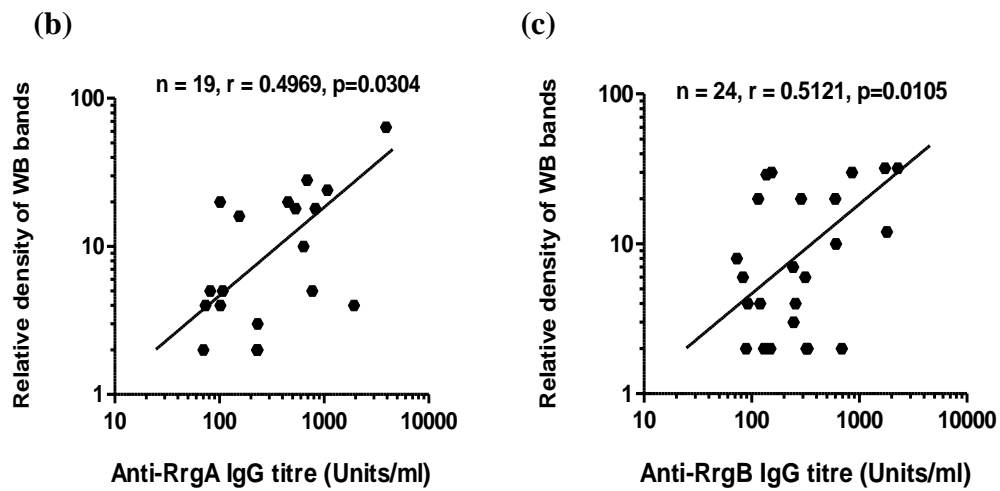 (b)
n = 19, r = 0.4969, p=0.0304
Relative density of WB bands
100
10
1
10
100
1000
10000
Anti-RrgA IgG titre (Units/ml)
(c)
n = 24, r = 0.5121, p=0.0105
Relative density of WB bands
100
10
1
10
100
1000
10000
Anti-RrgB IgG titre (Units/ml)